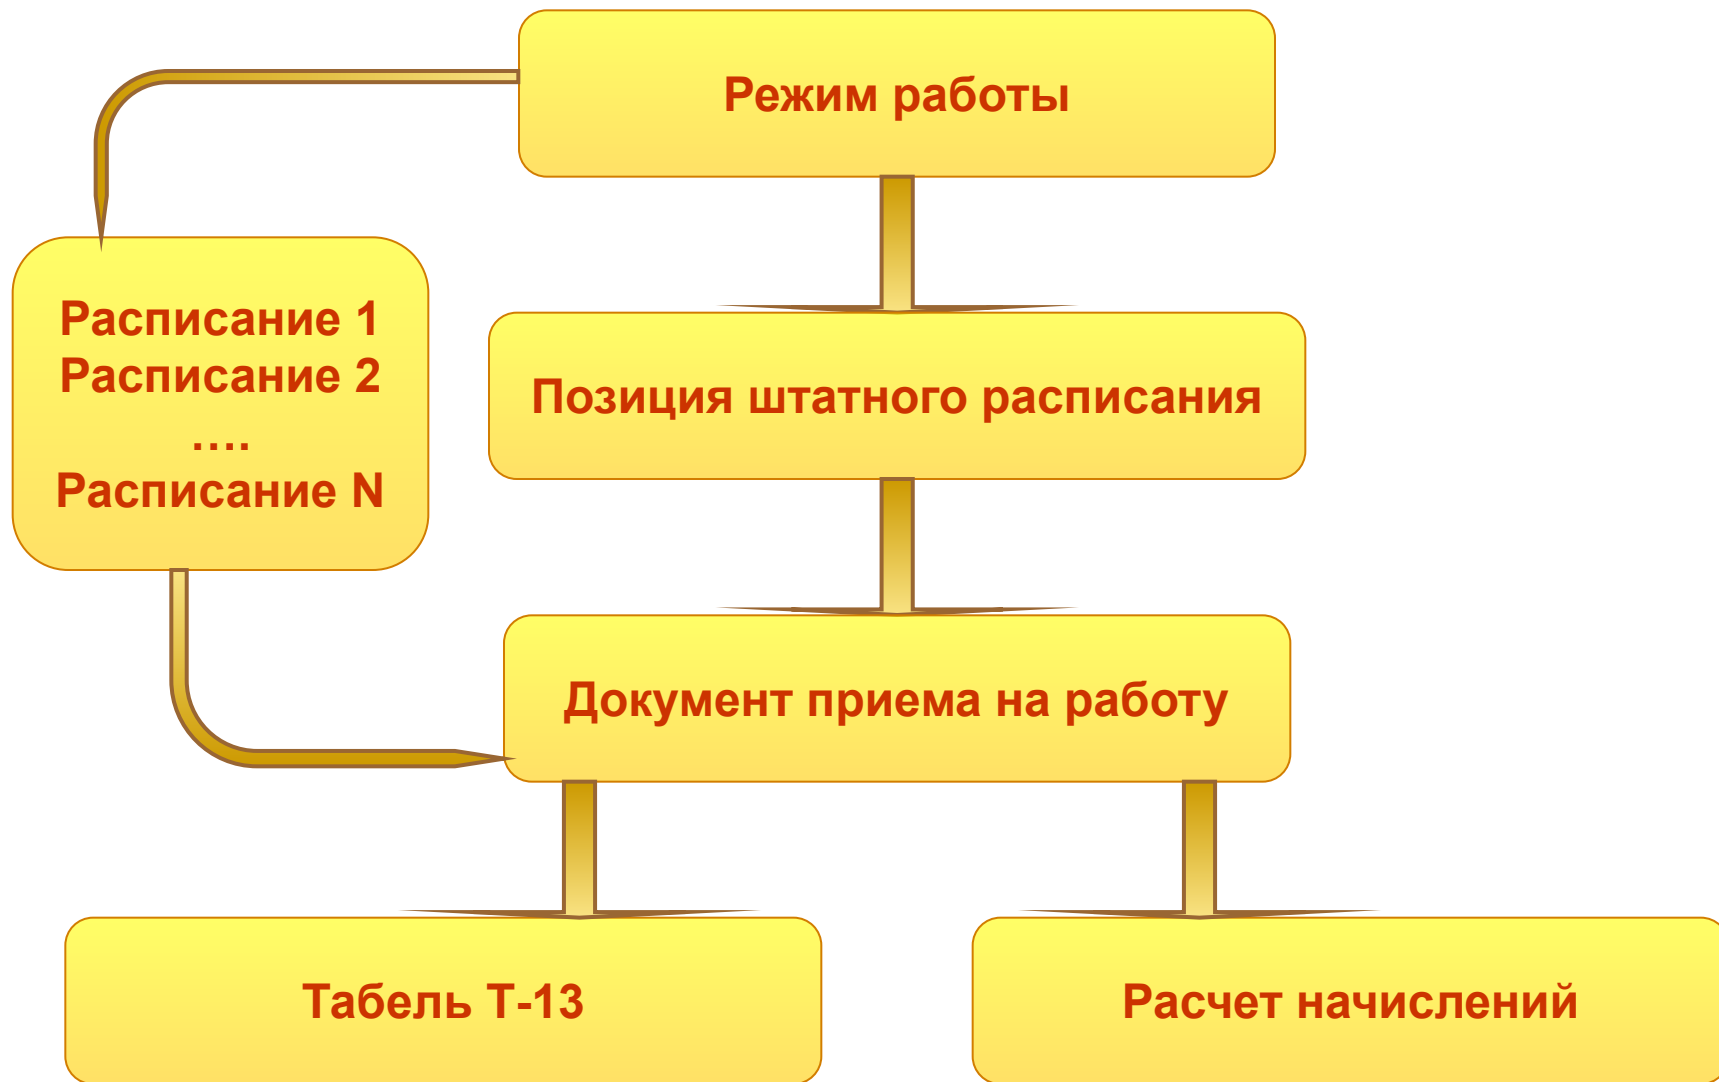 Режим работы
Расписание 1
Расписание 2
....
Расписание N
Позиция штатного расписания
Документ приема на работу
Табель Т-13
Расчет начислений